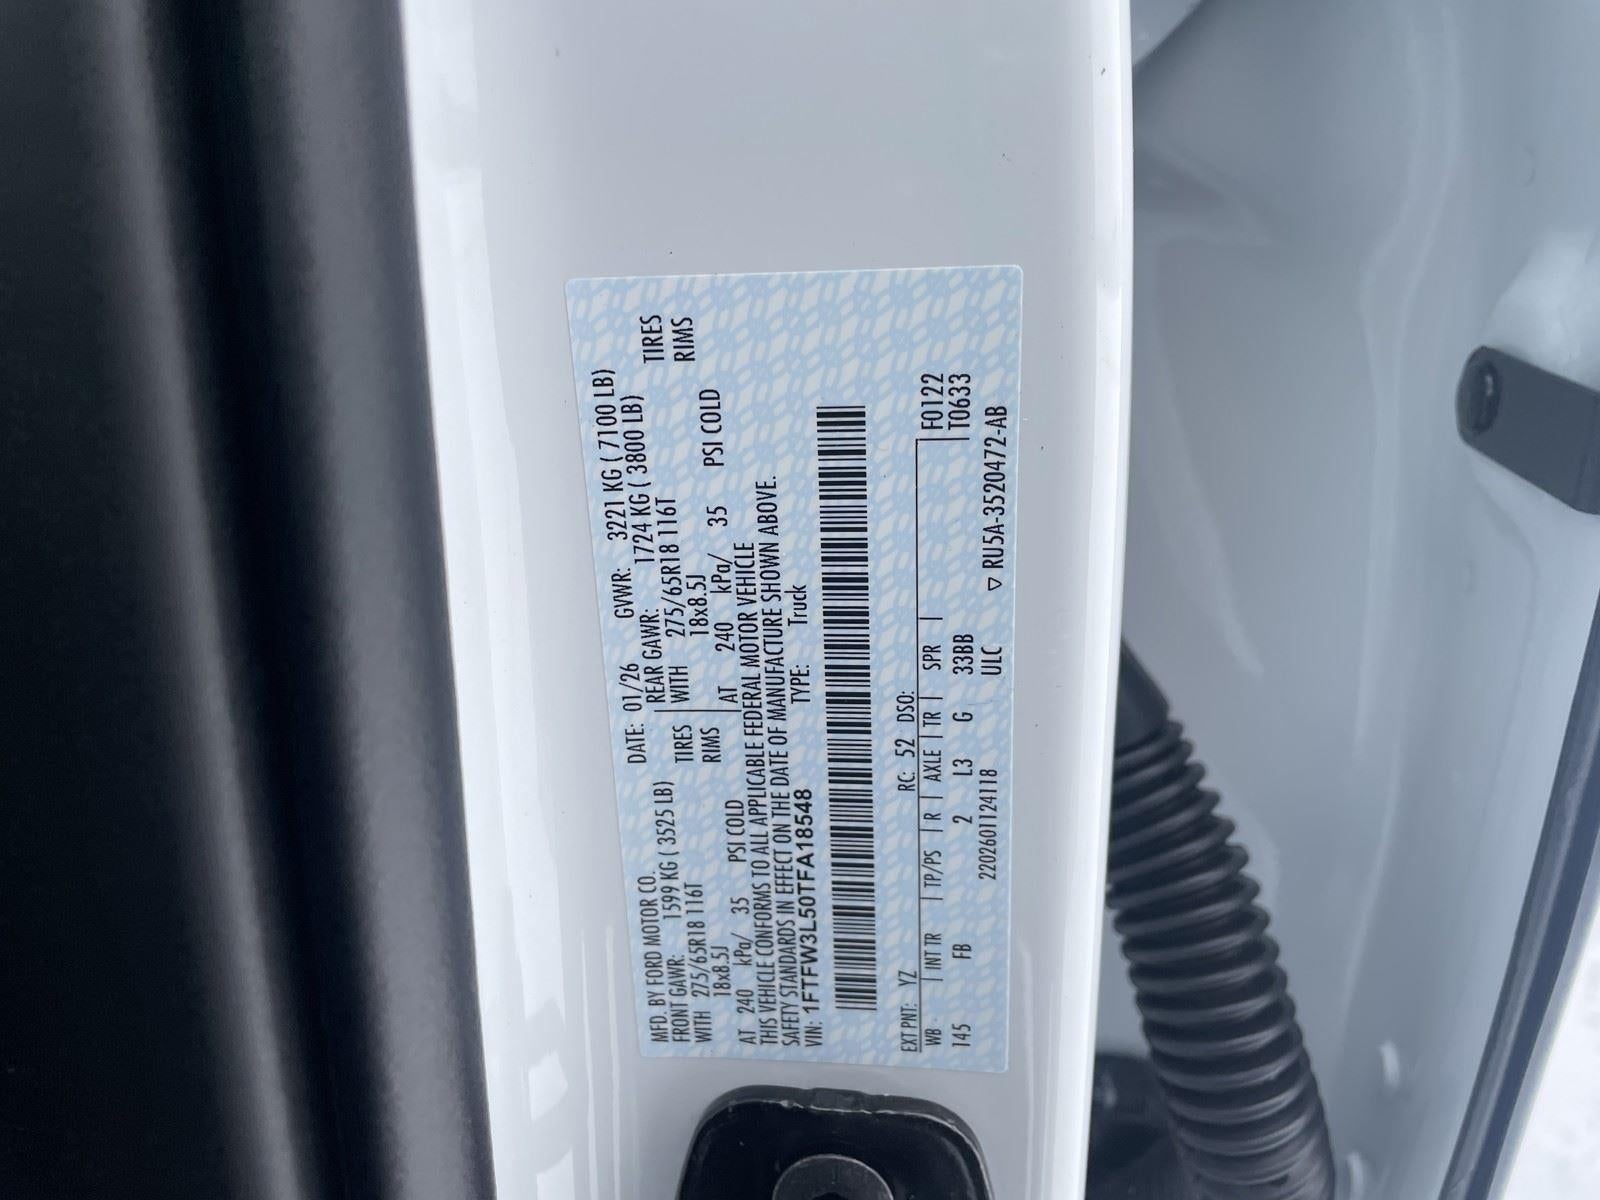 MFD. BY FORD MOTOR CO.
DATE: 01/26 GVWR: 3221 KG ( 7100 LB)
FRONT GAWR: 1599 KG ( 3525 LB)
REAR GAWR: 1724 KG ( 3800 LB)
WITH 275/65R18 116T TIRES
18x8.5J RIMS
AT 240 kPa/ 35 PSI COLD
WITH 275/65R18 116T TIRES
18x8.5J RIMS
AT 240 kPa/ 35 PSI COLD
THIS VEHICLE CONFORMS TO ALL APPLICABLE FEDERAL MOTOR VEHICLE
SAFETY STANDARDS IN EFFECT ON THE DATE OF MANUFACTURE SHOWN ABOVE.
VIN: 1FTFW3L50TFA18548 TYPE: Truck
EXT PNT: YZ RC: 52 DSO: F0122
WB INT TR TP/PS R AXLE TR SPR T0633
145 FB 2 L3 G 33BB
2202601124118 ULC
▽ RU5A-3520472-AB